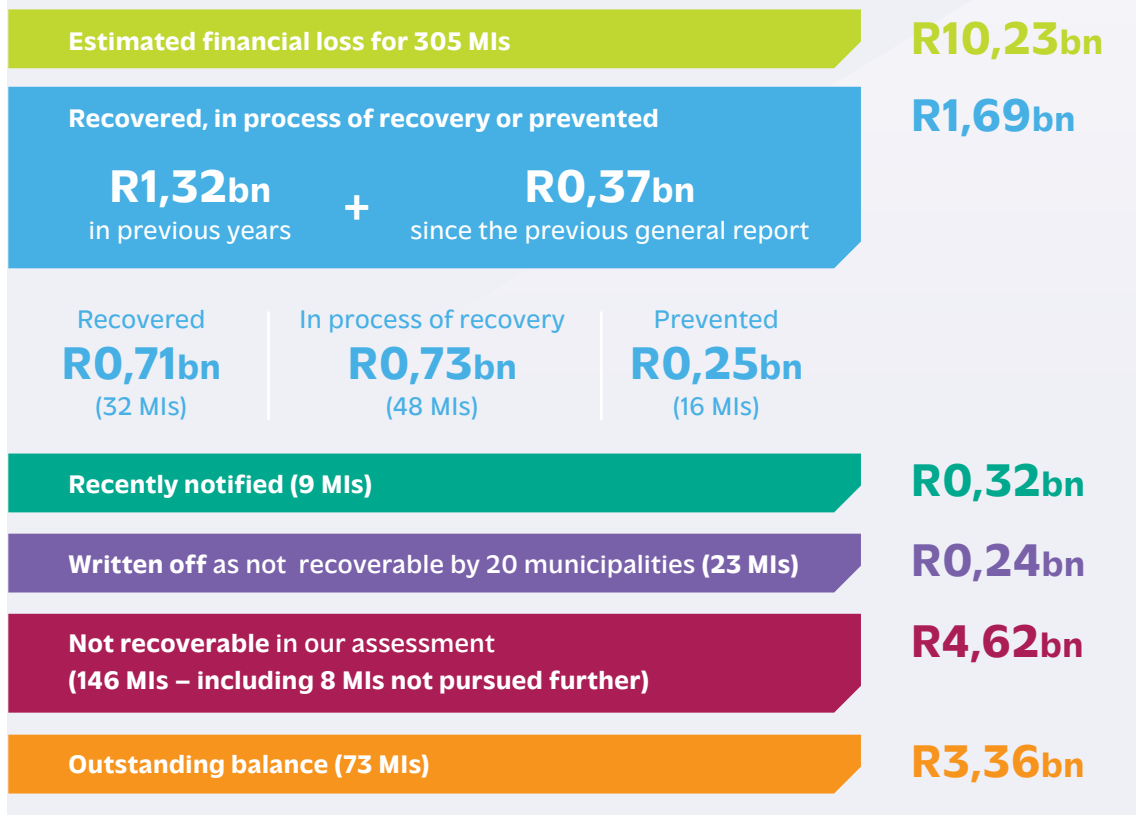 Estimated financial loss for 305 MIs R10,23bn
Recovered, in process of recovery or prevented R1,69bn
R1,32bn + R0,37bn
in previous years since the previous general report
Recovered In process of recovery Prevented
R0,71bn R0,73bn R0,25bn
(32 MIs) (48 MIs) (16 MIs)
Recently notified (9 MIs) R0,32bn
Written off as not recoverable by 20 municipalities (23 MIs) R0,24bn
Not recoverable in our assessment R4,62bn
(146 MIs – including 8 MIs not pursued further)
Outstanding balance (73 MIs) R3,36bn